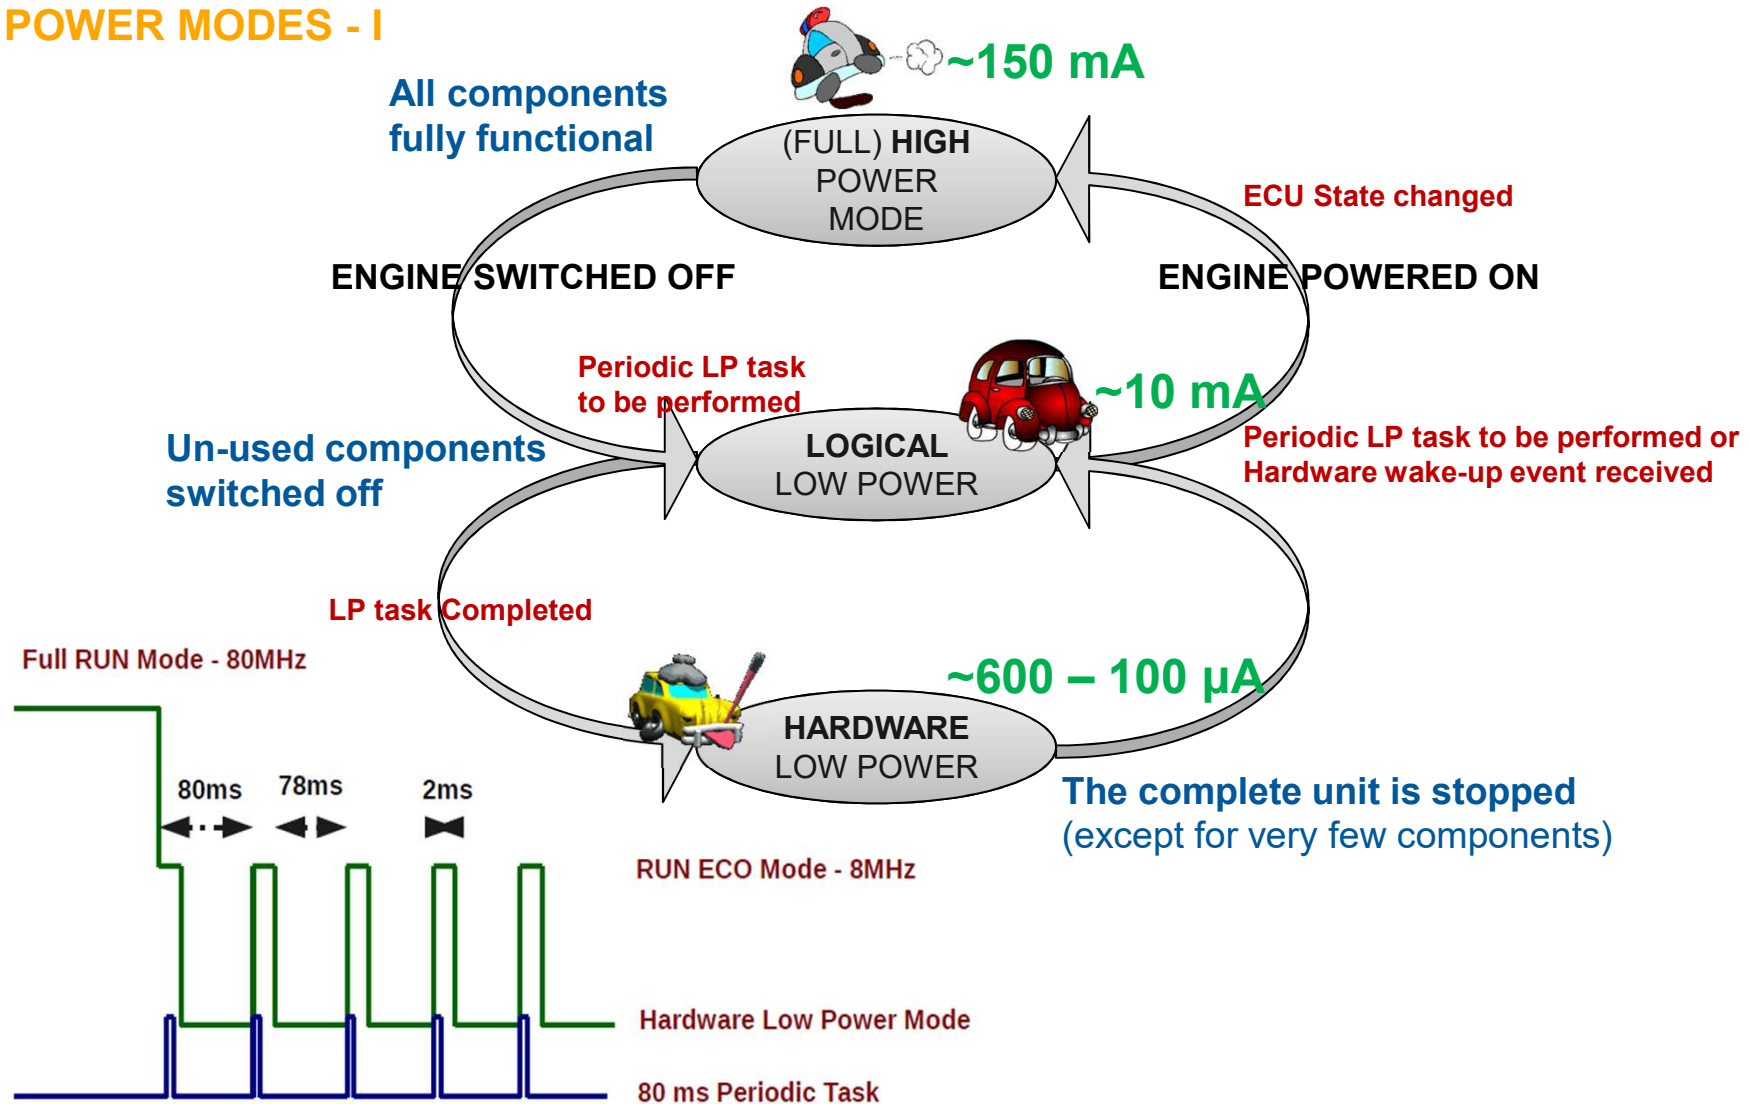 POWER MODES - I
~150 mA
All components
fully functional
(FULL) HIGH
POWER
MODE
ECU State changed
ENGINE SWITCHED OFF
ENGINE POWERED ON
Periodic LP task
to be performed
~10 mA
Un-used components
switched off
LOGICAL
LOW POWER
Periodic LP task to be performed or
Hardware wake-up event received
LP task Completed
~600 – 100 µA
HARDWARE
LOW POWER
The complete unit is stopped
(except for very few components)
Full RUN Mode - 80MHz
80ms
78ms
2ms
RUN ECO Mode - 8MHz
Hardware Low Power Mode
80 ms Periodic Task